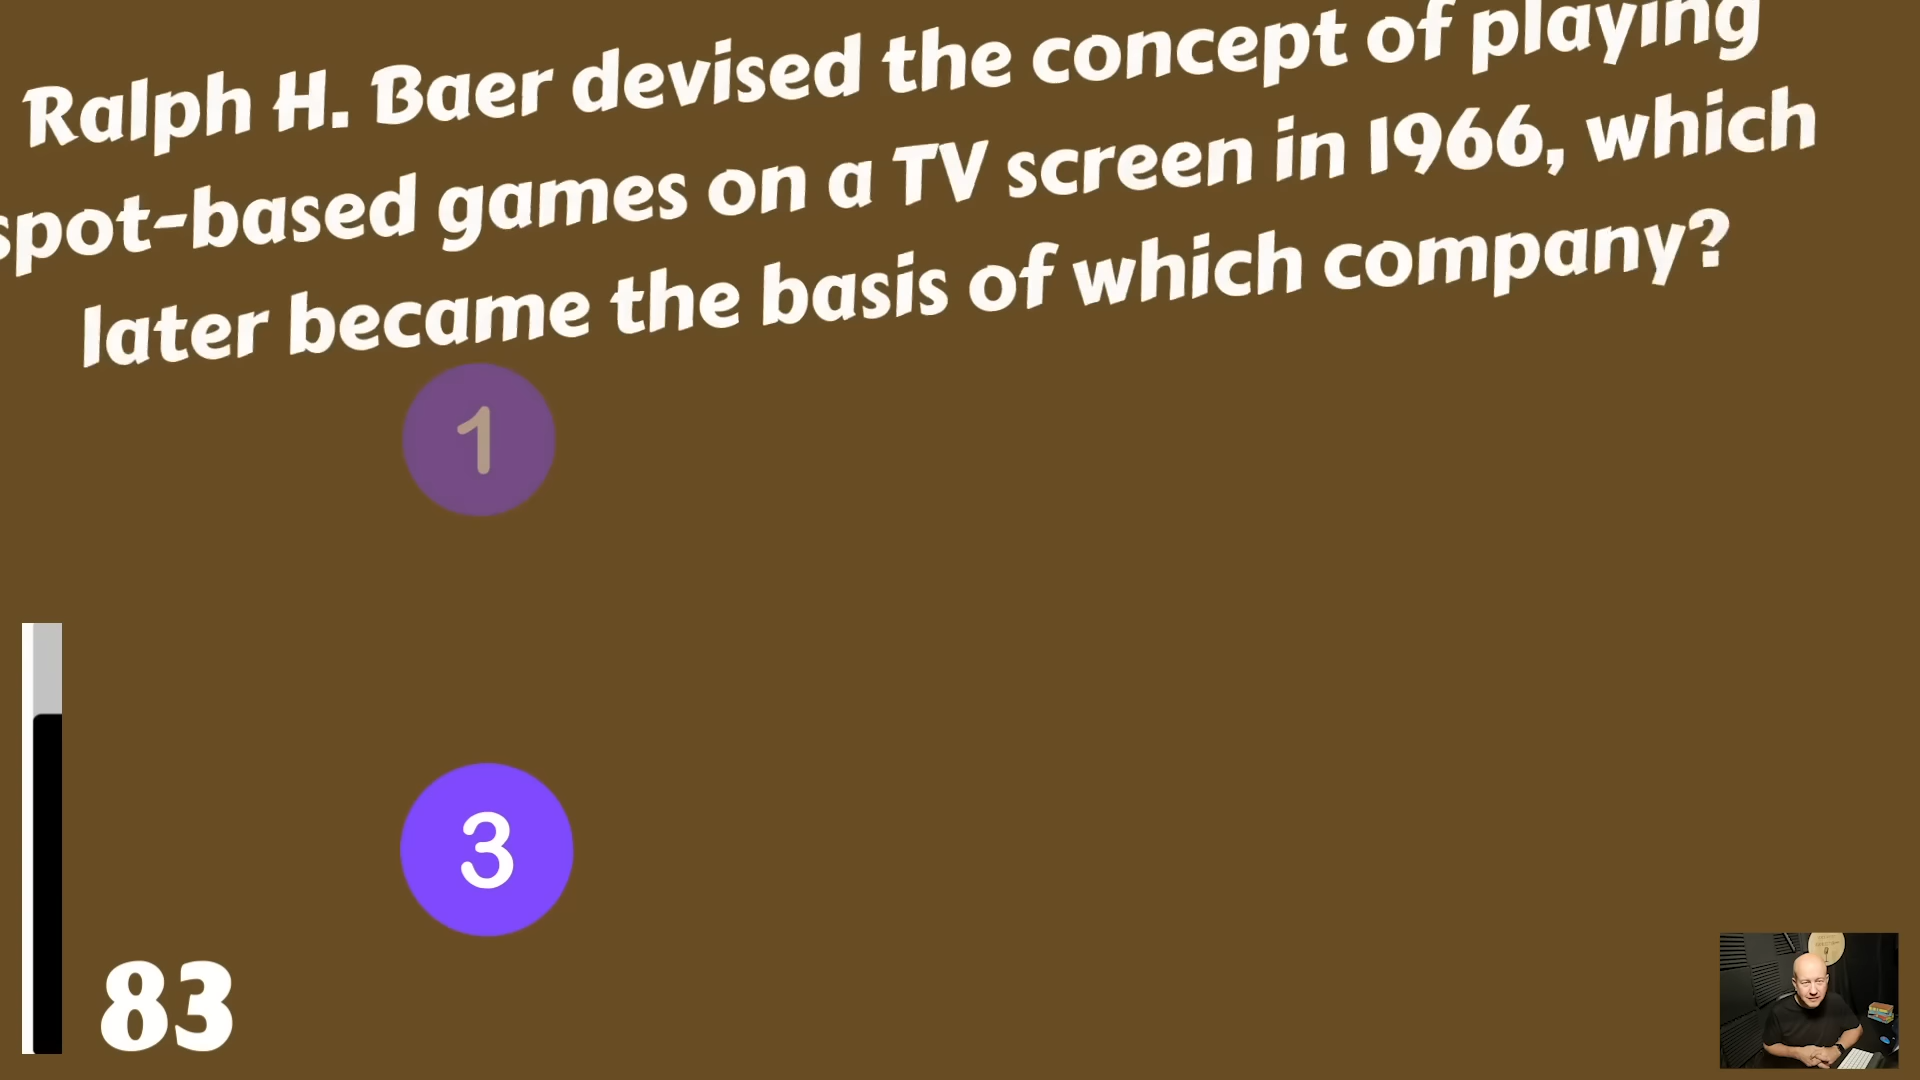 Ralph H. Baer devised the concept of playing
spot-based games on a TV screen in 1966, which
later became the basis of which company?
1
3
83